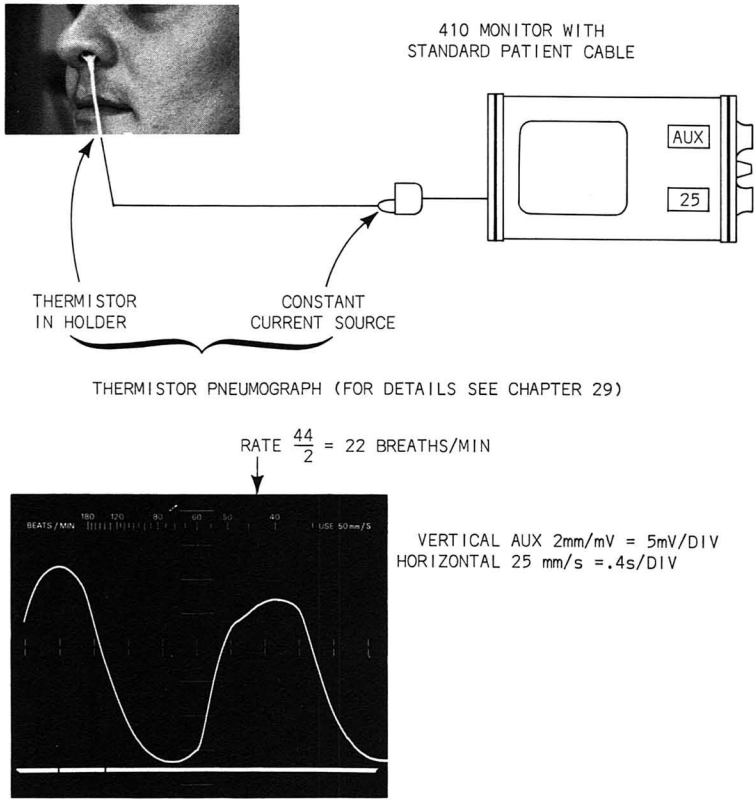 410 MONITOR WITH
STANDARD PATIENT CABLE
AUX
25
THERMISTOR
IN HOLDER
CONSTANT
CURRENT SOURCE
THERMISTOR PNEUMOGRAPH (FOR DETAILS SEE CHAPTER 29)
RATE 44/2 = 22 BREATHS/MIN
BEATS/MIN 180 120 80 60 50 40 USE 50mm/S
VERTICAL AUX 2mm/mV = 5mV/DIV
HORIZONTAL 25 mm/s =.4s/DIV